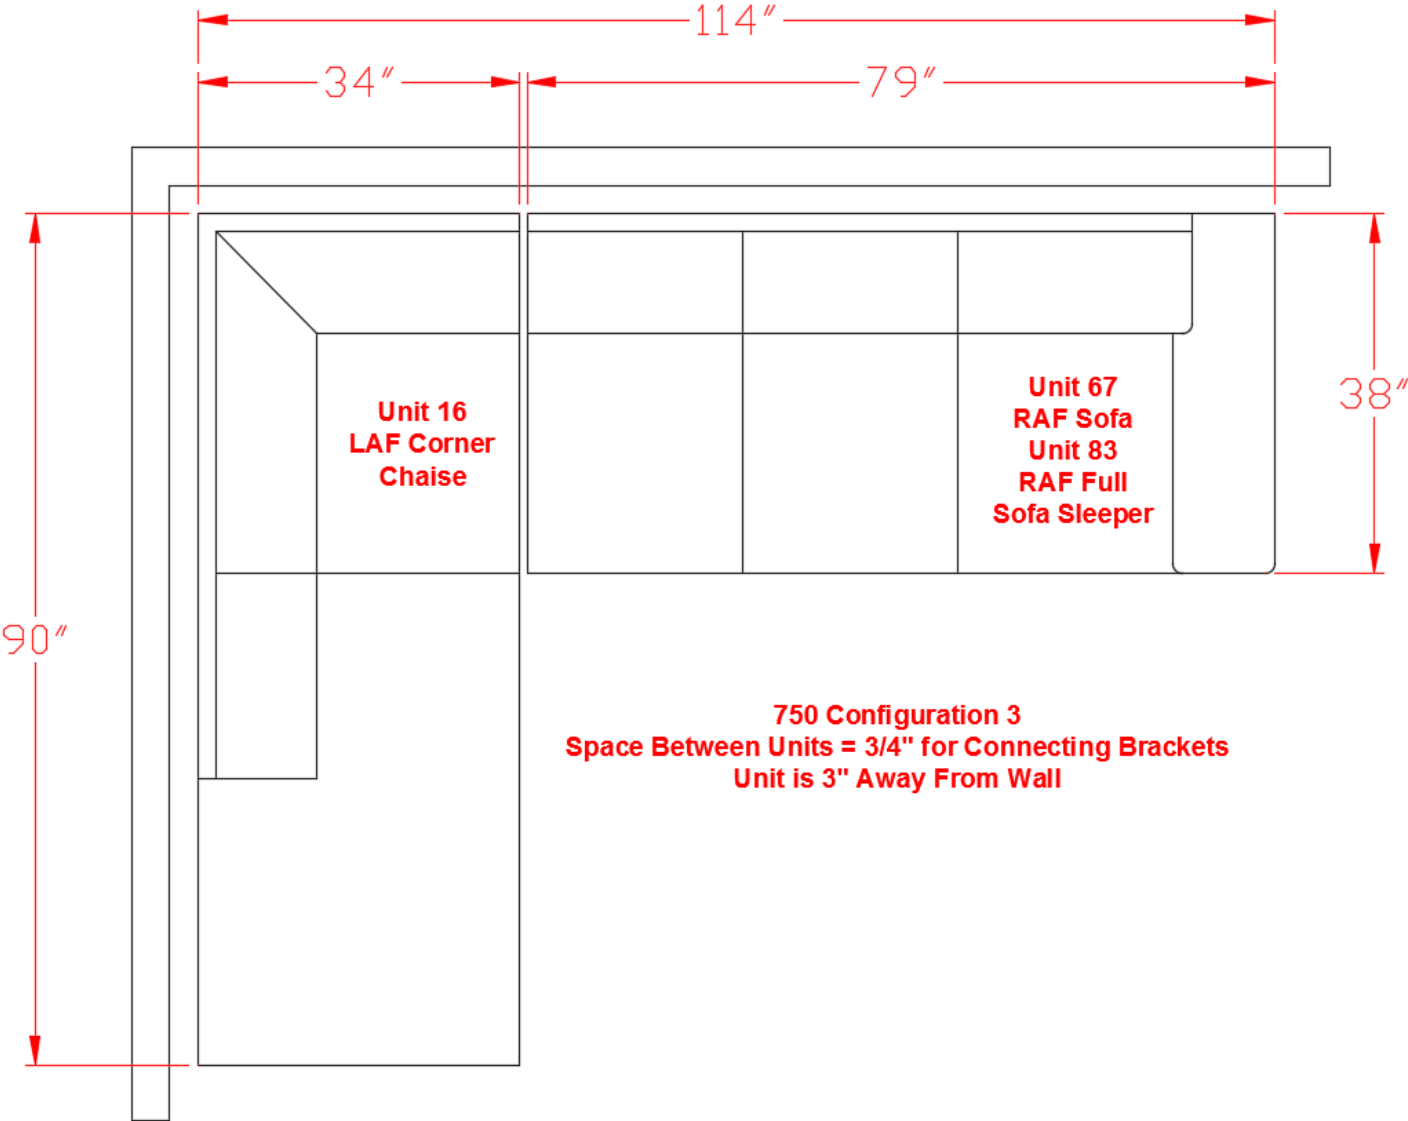 114"
34"
79"
Unit 16
LAF Corner
Chaise
Unit 67
RAF Sofa
Unit 83
RAF Full
Sofa Sleeper
38"
90"
750 Configuration 3
Space Between Units = 3/4" for Connecting Brackets
Unit is 3" Away From Wall